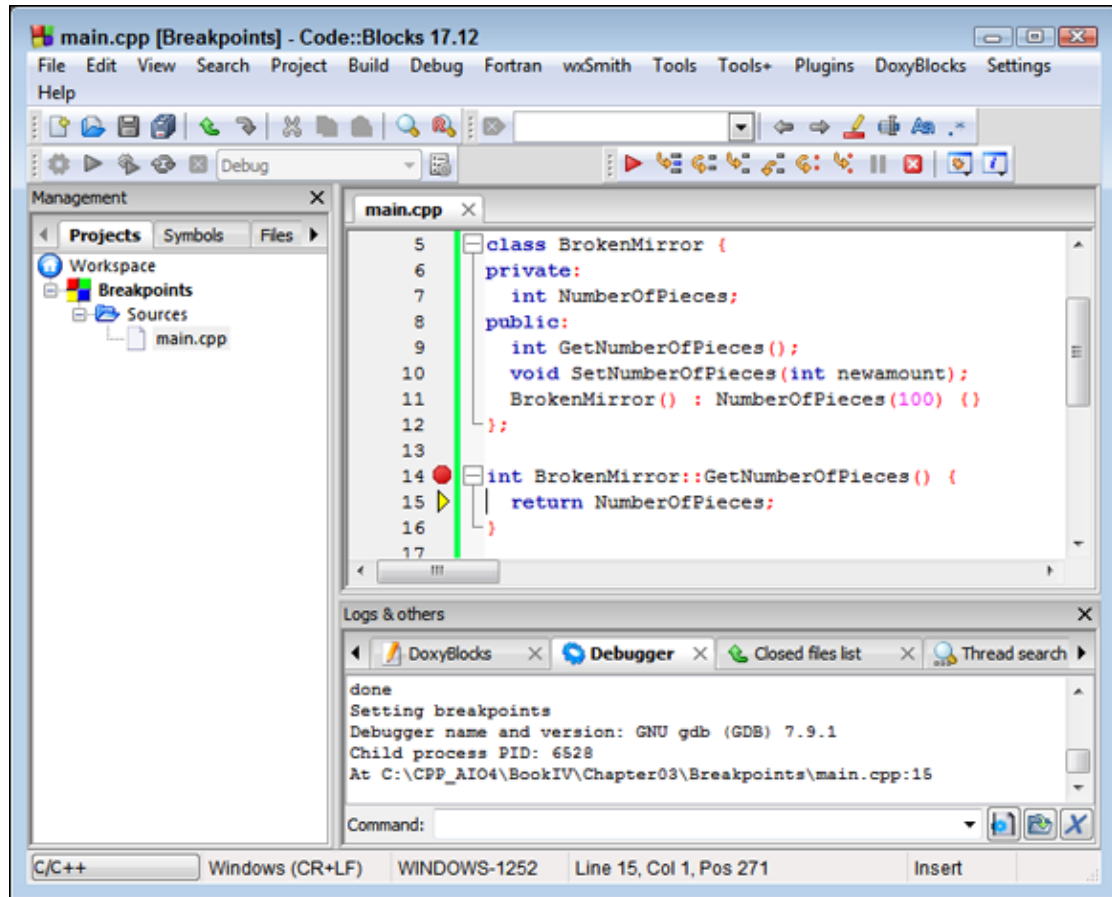 main.cpp [Breakpoints] - Code::Blocks 17.12
File Edit View Search Project Build Debug Fortran wxSmith Tools Tools+ Plugins DoxyBlocks Settings
Help
Debug
Management
Projects Symbols Files
Workspace
Breakpoints
Sources
main.cpp
main.cpp
5 class BrokenMirror {
6 private:
7 int NumberOfPieces;
8 public:
9 int GetNumberOfPieces();
10 void SetNumberOfPieces(int newamount);
11 BrokenMirror() : NumberOfPieces(100) {}
12 };
13
14 int BrokenMirror::GetNumberOfPieces() {
15 return NumberOfPieces;
16 }
17
Logs & others
DoxyBlocks Debugger Closed files list Thread search
done
Setting breakpoints
Debugger name and version: GNU gdb (GDB) 7.9.1
Child process PID: 6528
At C:\CPP_AIO4\BookIV\Chapter03\Breakpoints\main.cpp:15
Command:
C/C++ Windows (CR+LF) WINDOWS-1252 Line 15, Col 1, Pos 271 Insert